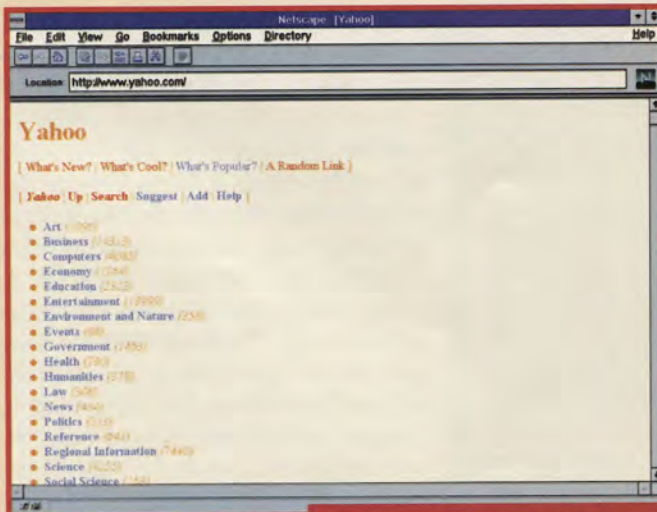 Netscape [Yahoo]
File Edit View Go Bookmarks Options Directory Help
Location: http://www.yahoo.com/
N
Yahoo
[ What's New? | What's Cool? | What's Popular? | A Random Link ]
[ Yahoo | Up | Search | Suggest | Add | Help ]
Art
Business
Computers
Economy
Education
Entertainment
Environment and Nature
Events
Government
Health
Humanities
Law
News
Politics
Reference
Regional Information
Science
Social Science